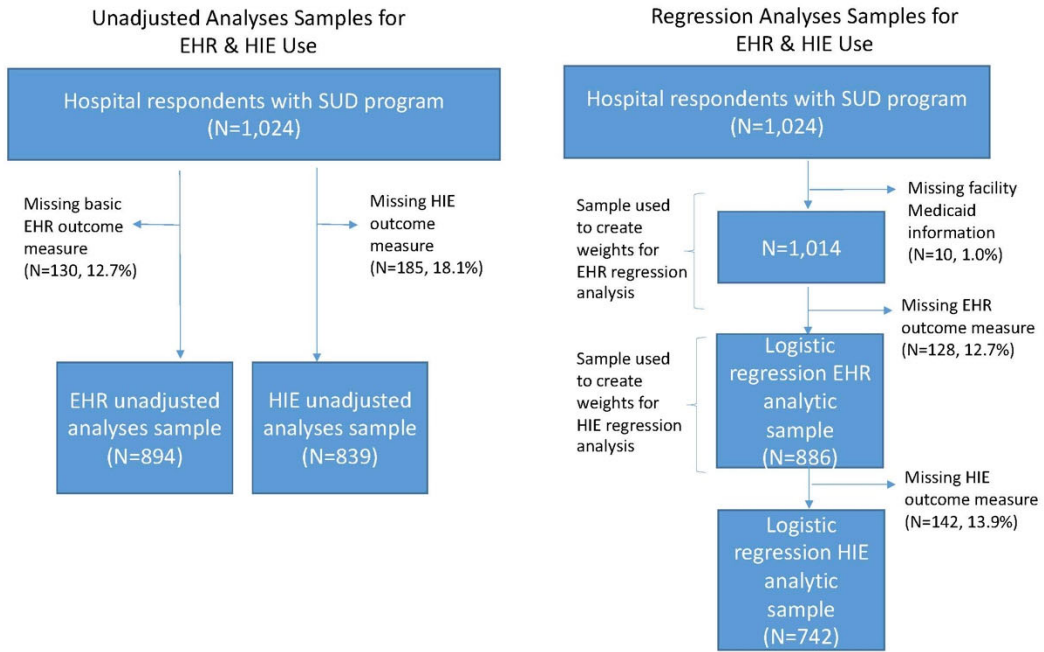 Unadjusted Analyses Samples for
EHR & HIE Use
Hospital respondents with SUD program
(N=1,024)
Missing basic
EHR outcome
measure
(N=130, 12.7%)
Missing HIE
outcome
measure
(N=185, 18.1%)
EHR unadjusted
analyses sample
(N=894)
HIE unadjusted
analyses sample
(N=839)
Regression Analyses Samples for
EHR & HIE Use
Hospital respondents with SUD program
(N=1,024)
Missing facility
Medicaid
information
(N=10, 1.0%)
Sample used
to create
weights for
EHR regression
analysis
N=1,014
Missing EHR
outcome measure
(N=128, 12.7%)
Sample used
to create
weights for
HIE regression
analysis
Logistic
regression EHR
analytic
sample
(N=886)
Missing HIE
outcome measure
(N=142, 13.9%)
Logistic
regression HIE
analytic
sample
(N=742)